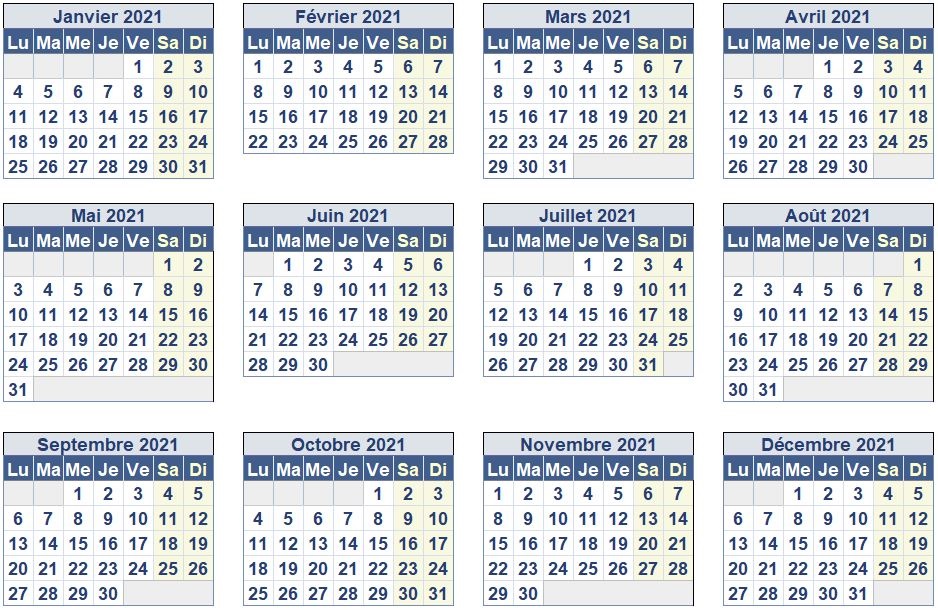 Janvier 2021
Lu Ma Me Je Ve Sa Di
1 2 3
4 5 6 7 8 9 10
11 12 13 14 15 16 17
18 19 20 21 22 23 24
25 26 27 28 29 30 31
Février 2021
Lu Ma Me Je Ve Sa Di
1 2 3 4 5 6 7
8 9 10 11 12 13 14
15 16 17 18 19 20 21
22 23 24 25 26 27 28
Mars 2021
Lu Ma Me Je Ve Sa Di
1 2 3 4 5 6 7
8 9 10 11 12 13 14
15 16 17 18 19 20 21
22 23 24 25 26 27 28
29 30 31
Avril 2021
Lu Ma Me Je Ve Sa Di
1 2 3 4
5 6 7 8 9 10 11
12 13 14 15 16 17 18
19 20 21 22 23 24 25
26 27 28 29 30
Mai 2021
Lu Ma Me Je Ve Sa Di
1 2
3 4 5 6 7 8 9
10 11 12 13 14 15 16
17 18 19 20 21 22 23
24 25 26 27 28 29 30
31
Juin 2021
Lu Ma Me Je Ve Sa Di
1 2 3 4 5 6
7 8 9 10 11 12 13
14 15 16 17 18 19 20
21 22 23 24 25 26 27
28 29 30
Juillet 2021
Lu Ma Me Je Ve Sa Di
1 2 3 4
5 6 7 8 9 10 11
12 13 14 15 16 17 18
19 20 21 22 23 24 25
26 27 28 29 30 31
Août 2021
Lu Ma Me Je Ve Sa Di
1
2 3 4 5 6 7 8
9 10 11 12 13 14 15
16 17 18 19 20 21 22
23 24 25 26 27 28 29
30 31
Septembre 2021
Lu Ma Me Je Ve Sa Di
1 2 3 4 5
6 7 8 9 10 11 12
13 14 15 16 17 18 19
20 21 22 23 24 25 26
27 28 29 30
Octobre 2021
Lu Ma Me Je Ve Sa Di
1 2 3
4 5 6 7 8 9 10
11 12 13 14 15 16 17
18 19 20 21 22 23 24
25 26 27 28 29 30 31
Novembre 2021
Lu Ma Me Je Ve Sa Di
1 2 3 4 5 6 7
8 9 10 11 12 13 14
15 16 17 18 19 20 21
22 23 24 25 26 27 28
29 30
Décembre 2021
Lu Ma Me Je Ve Sa Di
1 2 3 4 5
6 7 8 9 10 11 12
13 14 15 16 17 18 19
20 21 22 23 24 25 26
27 28 29 30 31